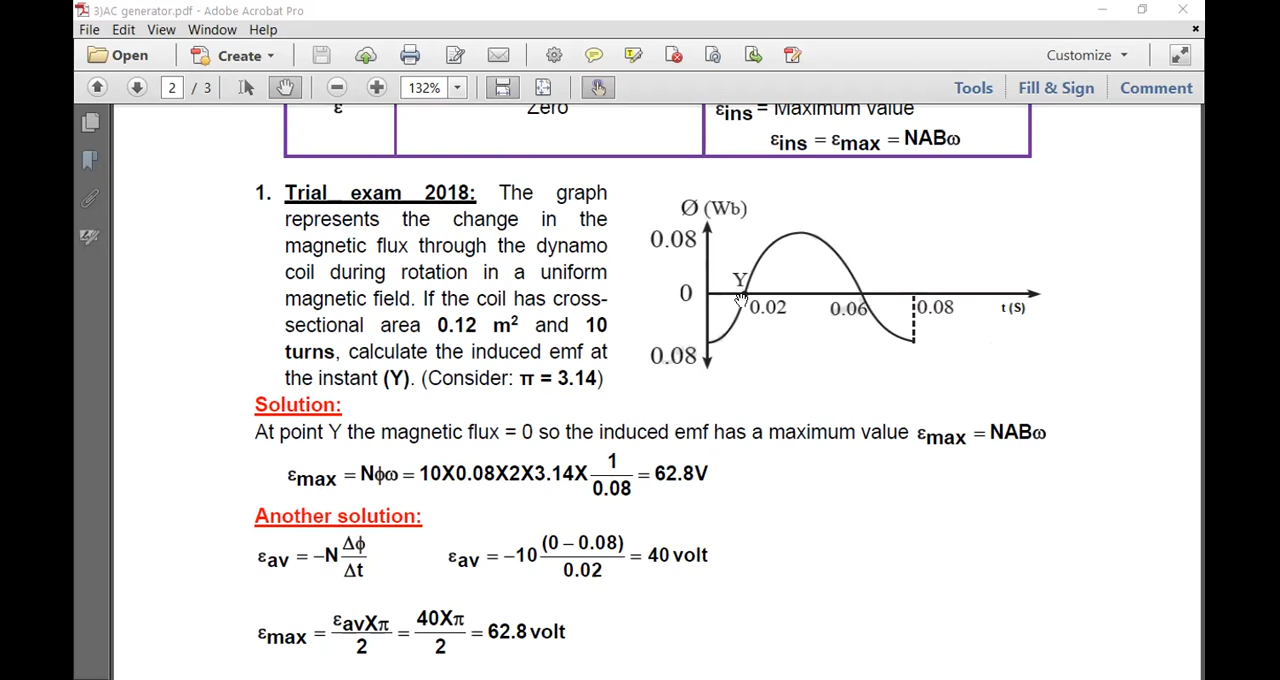 3)AC generator.pdf - Adobe Acrobat Pro
File Edit View Window Help
Open Create Customize
2 / 3 132% Tools Fill & Sign Comment
ε Zero εins = Maximum value
εins = εmax = NABω
1. Trial exam 2018: The graph
represents the change in the
magnetic flux through the dynamo
coil during rotation in a uniform
magnetic field. If the coil has cross-
sectional area 0.12 m² and 10
turns, calculate the induced emf at
the instant (Y). (Consider: π = 3.14)
Ø (Wb)
0.08
Y
0
0.02 0.06 0.08 t (S)
0.08
Solution:
At point Y the magnetic flux = 0 so the induced emf has a maximum value εmax = NABω
εmax = Nϕω = 10X0.08X2X3.14X 1/0.08 = 62.8V
Another solution:
εav = –N Δϕ/Δt εav = –10 (0 – 0.08)/0.02 = 40 volt
εmax = εavXπ/2 = 40Xπ/2 = 62.8 volt